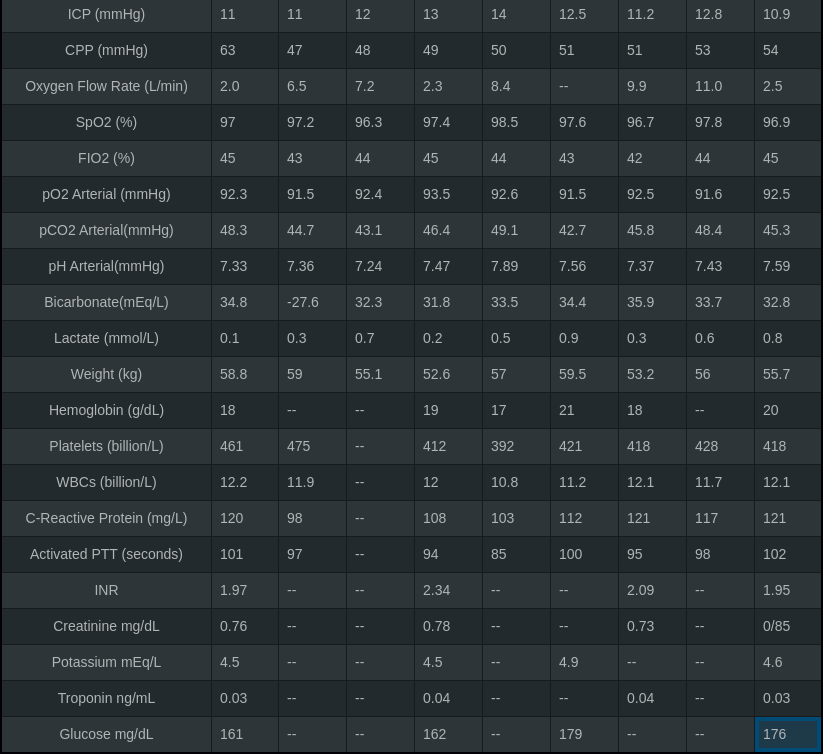 ICP (mmHg) 11 11 12 13 14 12.5 11.2 12.8 10.9
CPP (mmHg) 63 47 48 49 50 51 51 53 54
Oxygen Flow Rate (L/min) 2.0 6.5 7.2 2.3 8.4 -- 9.9 11.0 2.5
SpO2 (%) 97 97.2 96.3 97.4 98.5 97.6 96.7 97.8 96.9
FIO2 (%) 45 43 44 45 44 43 42 44 45
pO2 Arterial (mmHg) 92.3 91.5 92.4 93.5 92.6 91.5 92.5 91.6 92.5
pCO2 Arterial(mmHg) 48.3 44.7 43.1 46.4 49.1 42.7 45.8 48.4 45.3
pH Arterial(mmHg) 7.33 7.36 7.24 7.47 7.89 7.56 7.37 7.43 7.59
Bicarbonate(mEq/L) 34.8 -27.6 32.3 31.8 33.5 34.4 35.9 33.7 32.8
Lactate (mmol/L) 0.1 0.3 0.7 0.2 0.5 0.9 0.3 0.6 0.8
Weight (kg) 58.8 59 55.1 52.6 57 59.5 53.2 56 55.7
Hemoglobin (g/dL) 18 -- -- 19 17 21 18 -- 20
Platelets (billion/L) 461 475 -- 412 392 421 418 428 418
WBCs (billion/L) 12.2 11.9 -- 12 10.8 11.2 12.1 11.7 12.1
C-Reactive Protein (mg/L) 120 98 -- 108 103 112 121 117 121
Activated PTT (seconds) 101 97 -- 94 85 100 95 98 102
INR 1.97 -- -- 2.34 -- -- 2.09 -- 1.95
Creatinine mg/dL 0.76 -- -- 0.78 -- -- 0.73 -- 0/85
Potassium mEq/L 4.5 -- -- 4.5 -- 4.9 -- -- 4.6
Troponin ng/mL 0.03 -- -- 0.04 -- -- 0.04 -- 0.03
Glucose mg/dL 161 -- -- 162 -- 179 -- -- 176